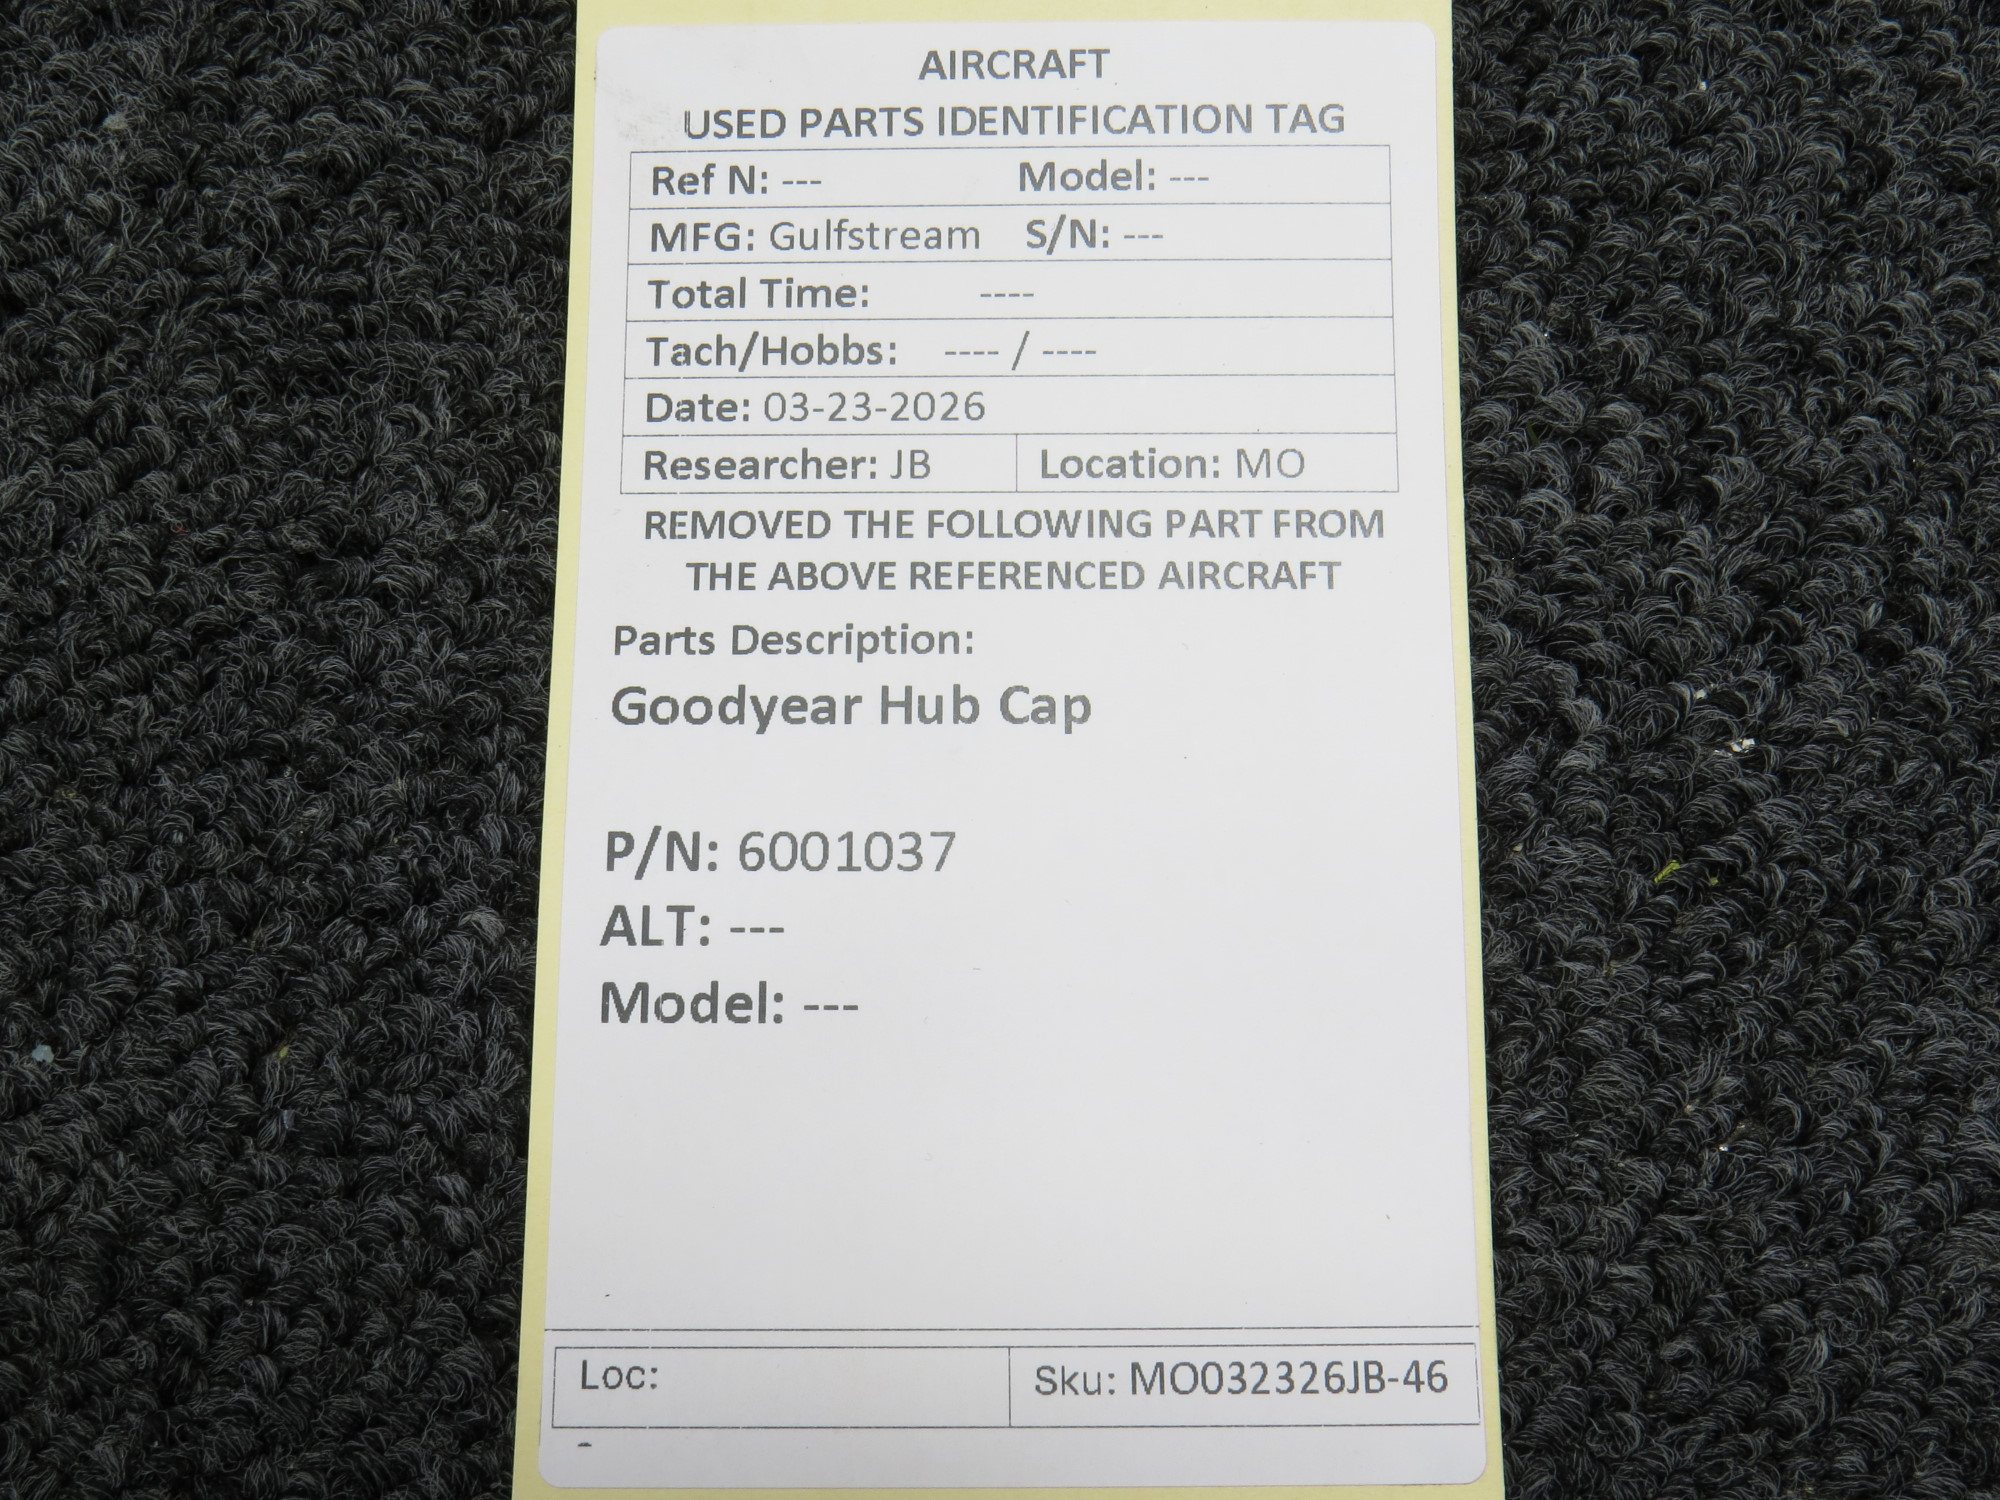 AIRCRAFT
USED PARTS IDENTIFICATION TAG
Ref N: --- Model: ---
MFG: Gulfstream S/N: ---
Total Time: ----
Tach/Hobbs: ---- / ----
Date: 03-23-2026
Researcher: JB Location: MO
REMOVED THE FOLLOWING PART FROM
THE ABOVE REFERENCED AIRCRAFT
Parts Description:
Goodyear Hub Cap
P/N: 6001037
ALT: ---
Model: ---
Loc: Sku: MO032326JB-46